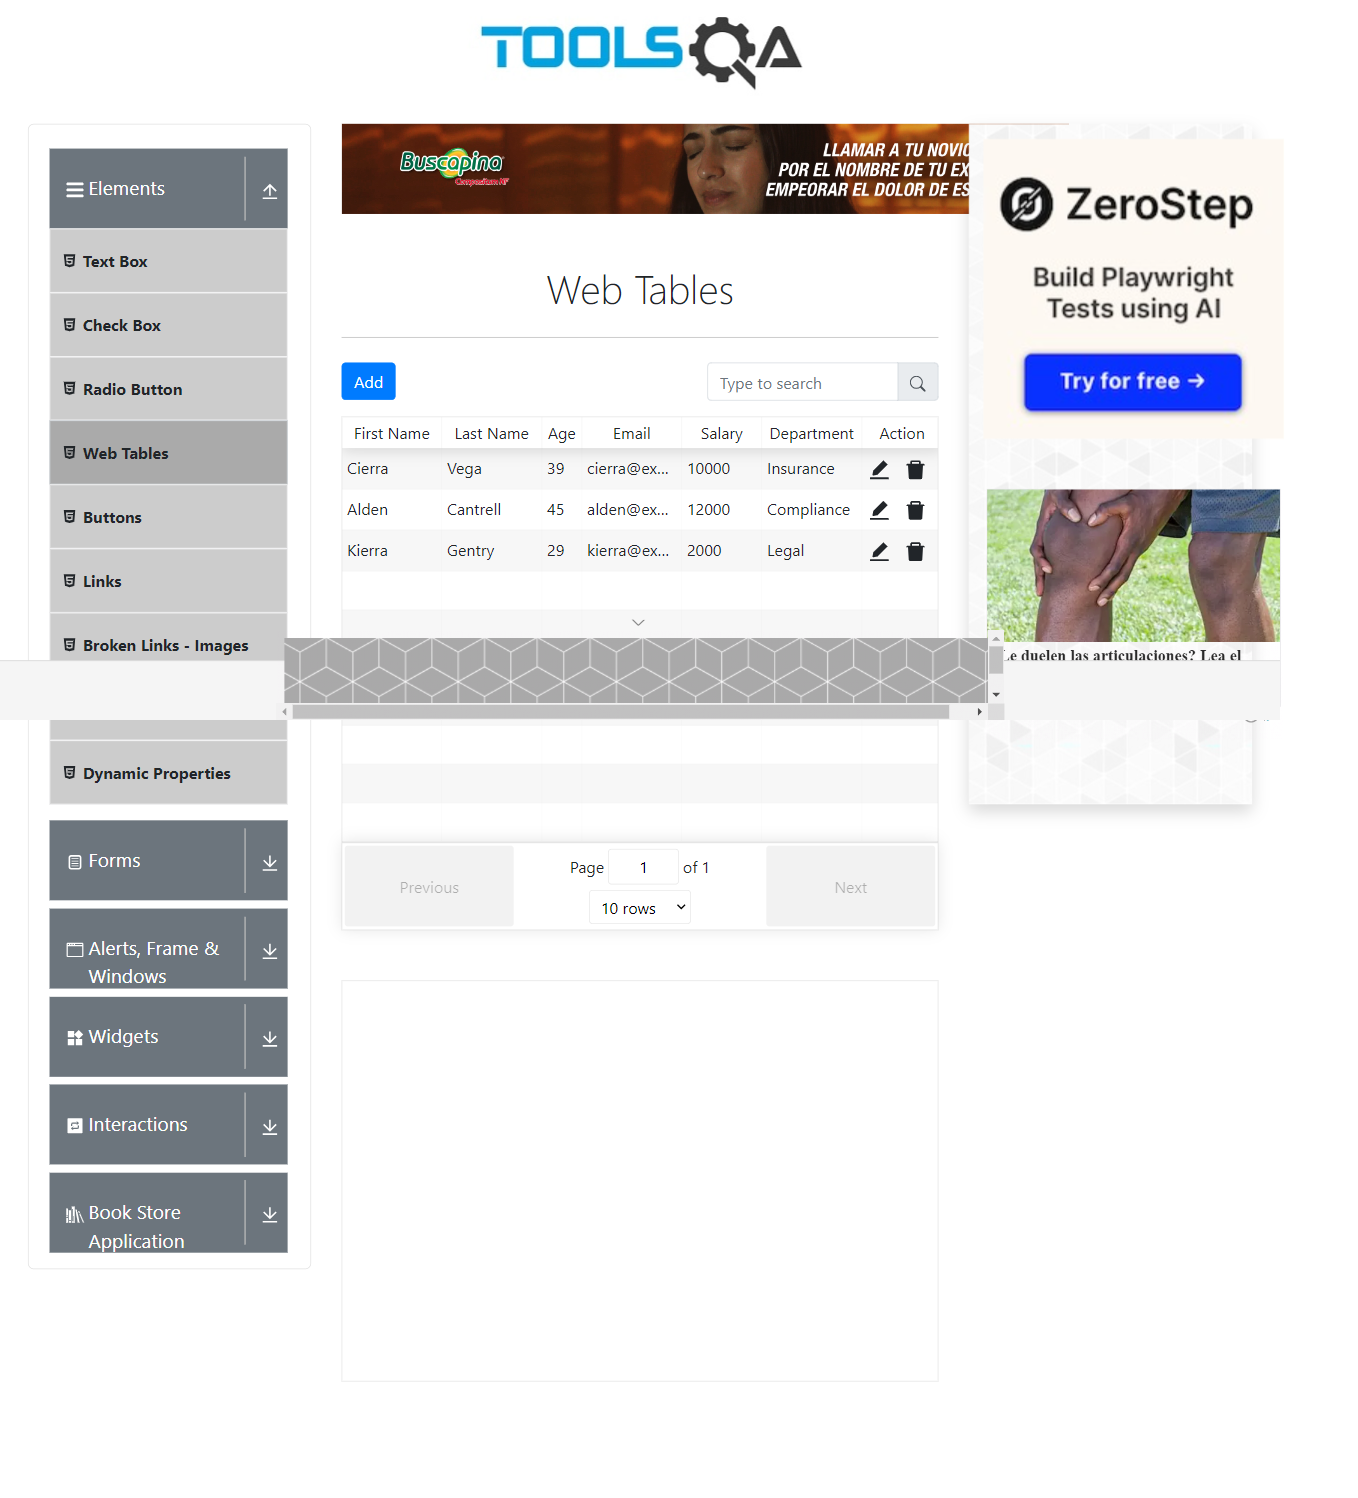 TOOLSQA
Elements
Text Box
Check Box
Radio Button
Web Tables
Buttons
Links
Broken Links - Images
Dynamic Properties
Forms
Alerts, Frame &
Windows
Widgets
Interactions
Book Store
Application
Buscapina
Compositum NF
LLAMAR A TU NOVIO
POR EL NOMBRE DE TU EX
EMPEORAR EL DOLOR DE ES
Web Tables
Add
Type to search
First Name Last Name Age Email Salary Department Action
Cierra Vega 39 cierra@ex... 10000 Insurance
Alden Cantrell 45 alden@ex... 12000 Compliance
Kierra Gentry 29 kierra@ex... 2000 Legal
Previous
Page 1 of 1
10 rows
Next
ZeroStep
Build Playwright
Tests using AI
Try for free →
Le duelen las articulaciones? Lea el